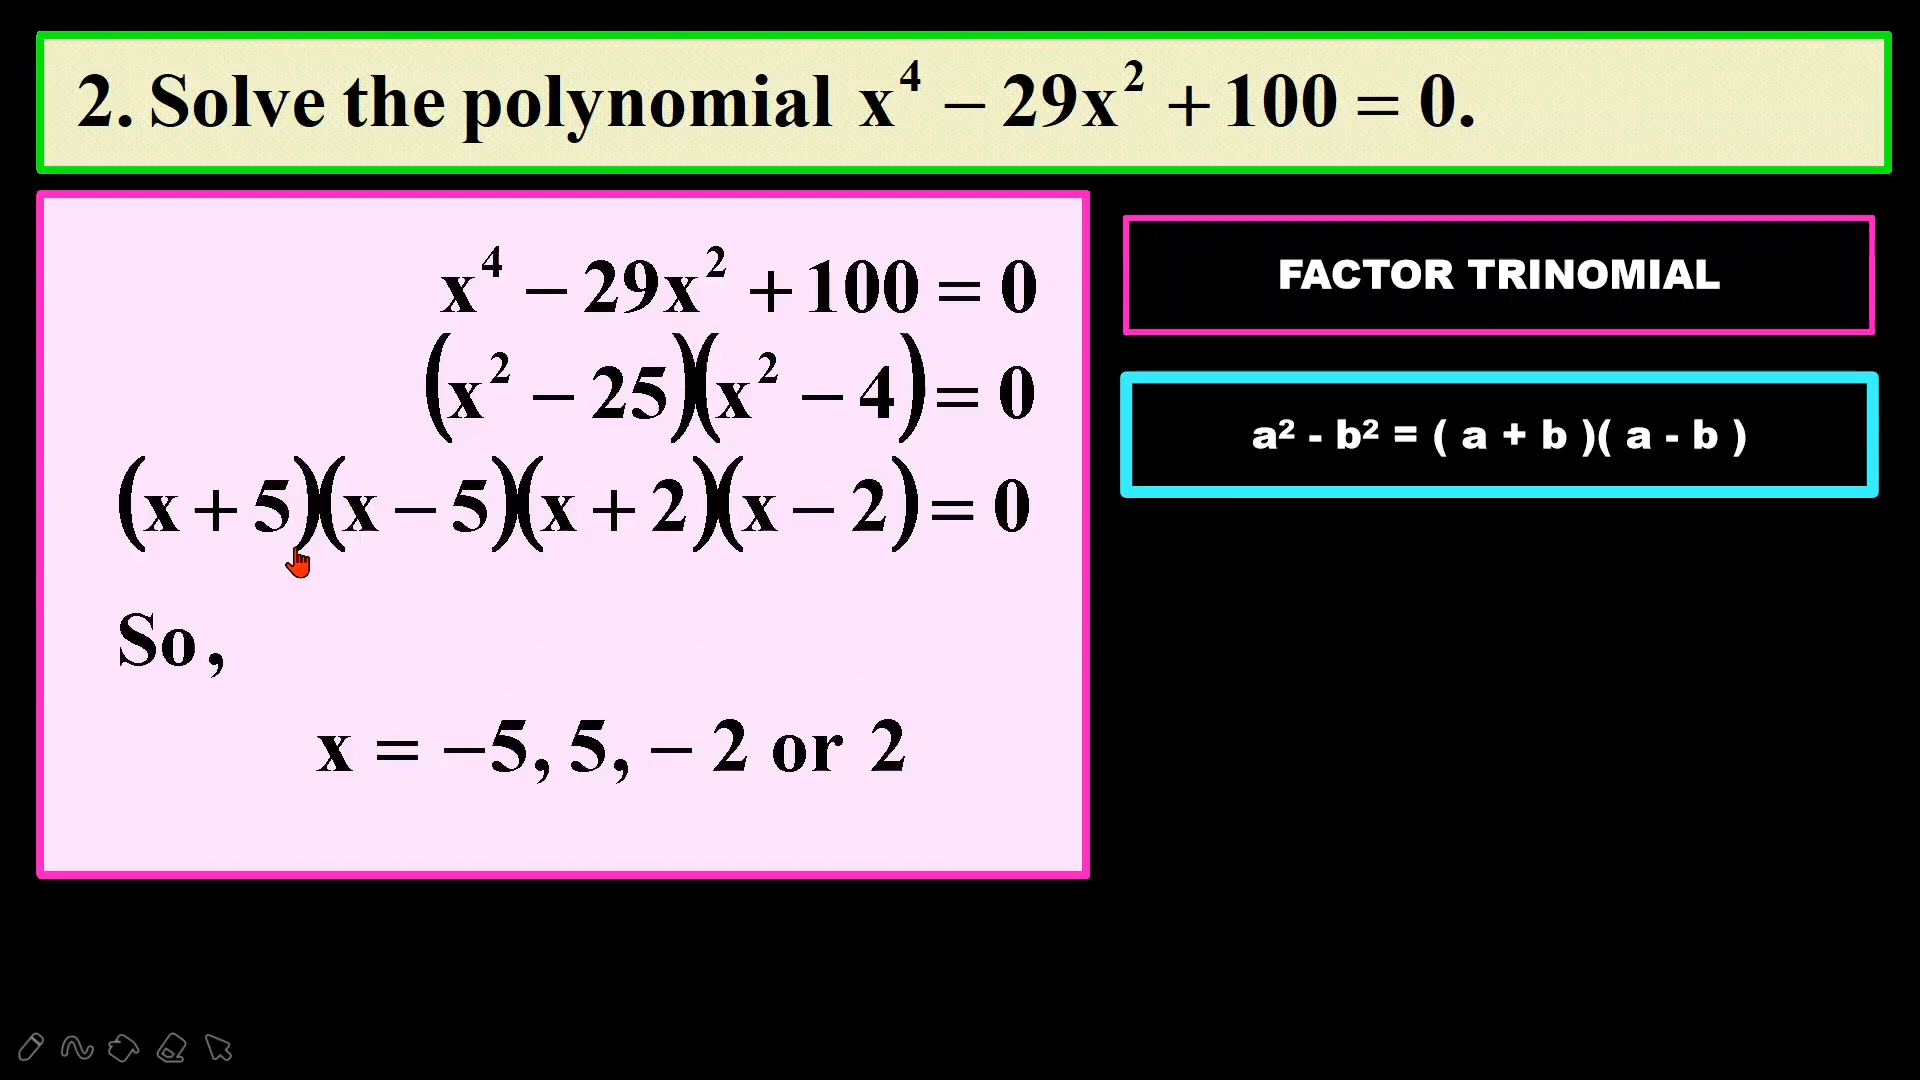 2. Solve the polynomial x⁴ − 29x² + 100 = 0.
x⁴ − 29x² + 100 = 0
(x² − 25)(x² − 4) = 0
(x + 5)(x − 5)(x + 2)(x − 2) = 0
So,
x = −5, 5, − 2 or 2
FACTOR TRINOMIAL
a² - b² = ( a + b )( a - b )